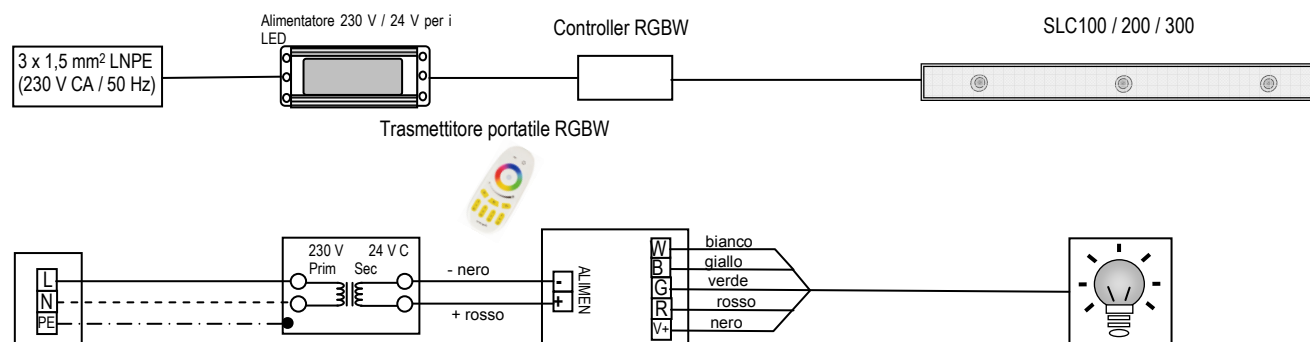 Alimentatore 230 V / 24 V per i
LED
Controller RGBW
SLC100 / 200 / 300
3 x 1,5 mm² LNPE
(230 V CA / 50 Hz)
Trasmettitore portatile RGBW
230 V
24 V C
Prim
Sec
L
N
PE
- nero
+ rosso
-
+
ALIMEN
W
B
G
R
V+
bianco
giallo
verde
rosso
nero